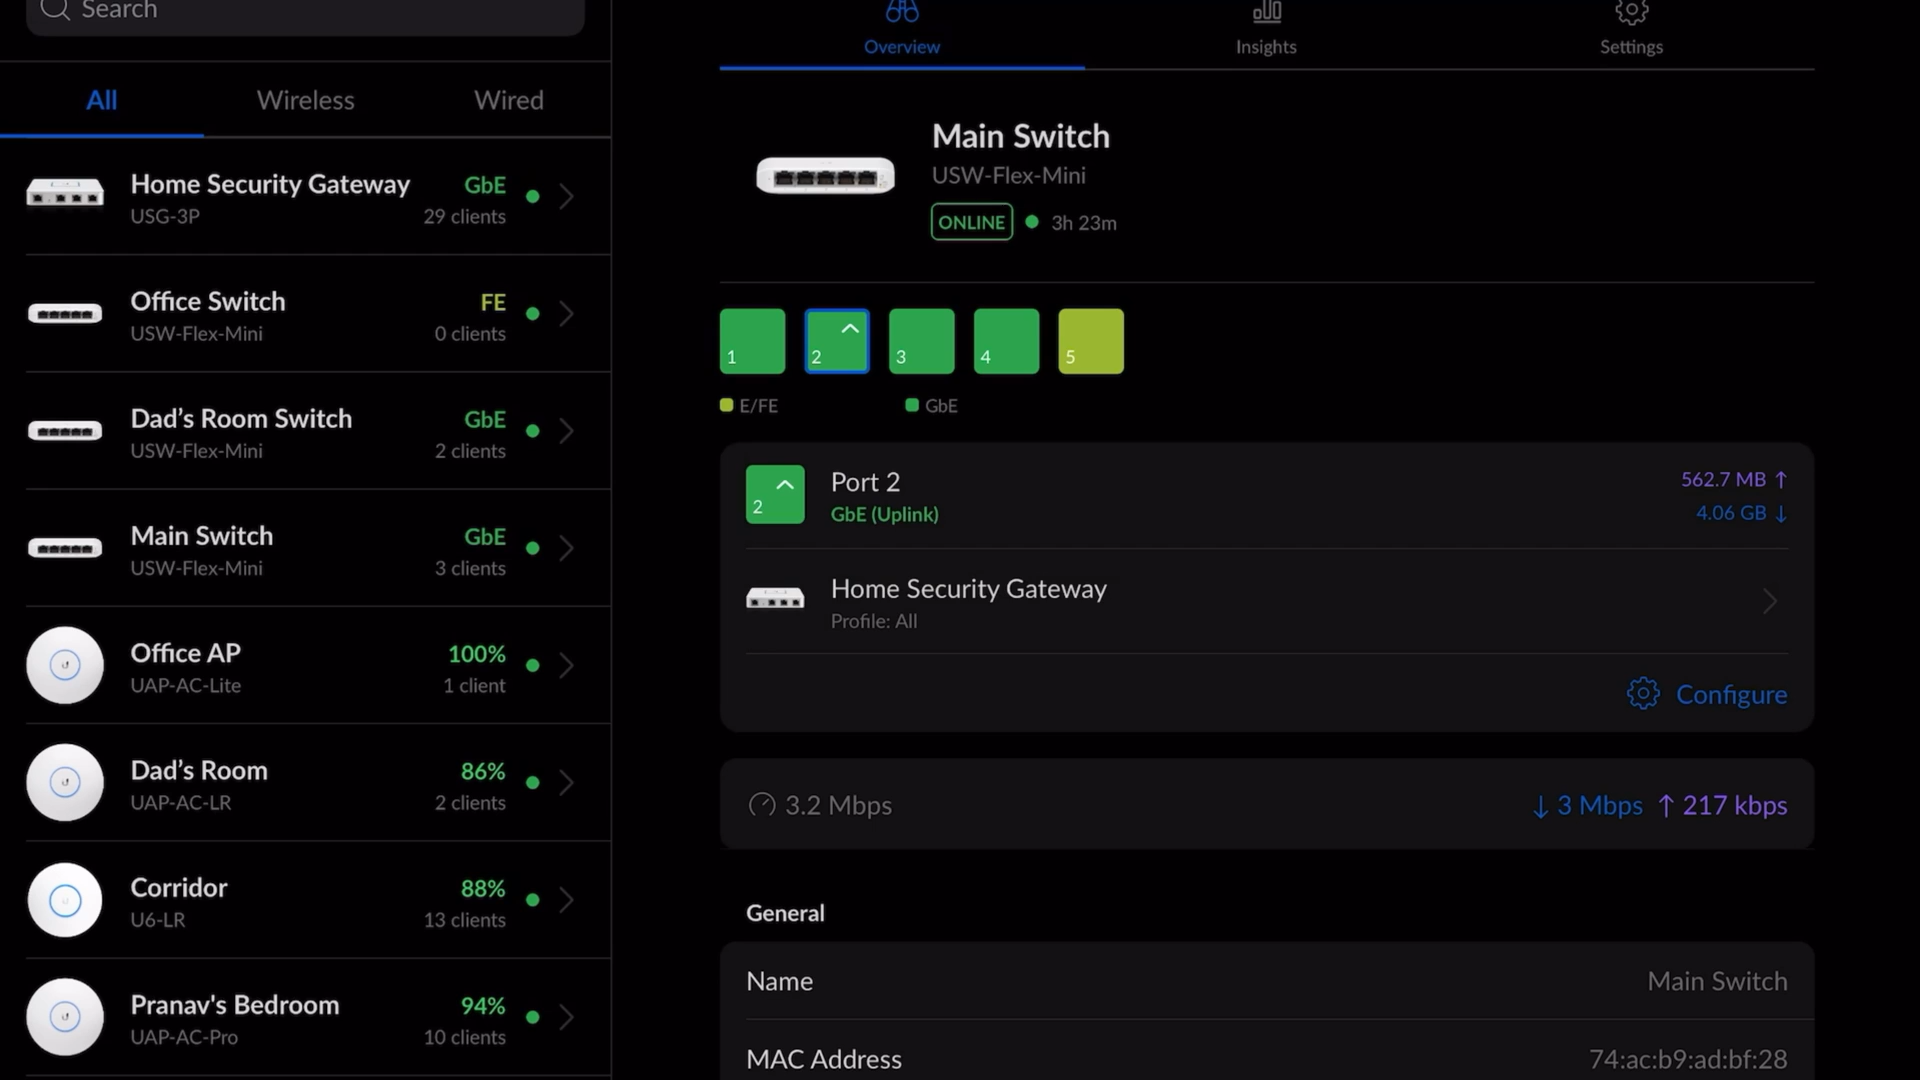 Search
All
Wireless
Wired
Home Security Gateway
GbE
USG-3P
29 clients
Office Switch
FE
USW-Flex-Mini
0 clients
Dad’s Room Switch
GbE
USW-Flex-Mini
2 clients
Main Switch
GbE
USW-Flex-Mini
3 clients
Office AP
100%
UAP-AC-Lite
1 client
Dad’s Room
86%
UAP-AC-LR
2 clients
Corridor
88%
U6-LR
13 clients
Pranav's Bedroom
94%
UAP-AC-Pro
10 clients
Overview
Insights
Settings
Main Switch
USW-Flex-Mini
ONLINE
3h 23m
1
2
3
4
5
E/FE
GbE
2
Port 2
562.7 MB ↑
GbE (Uplink)
4.06 GB ↓
Home Security Gateway
Profile: All
Configure
3.2 Mbps
↓ 3 Mbps ↑ 217 kbps
General
Name
Main Switch
MAC Address
74:ac:b9:ad:bf:28